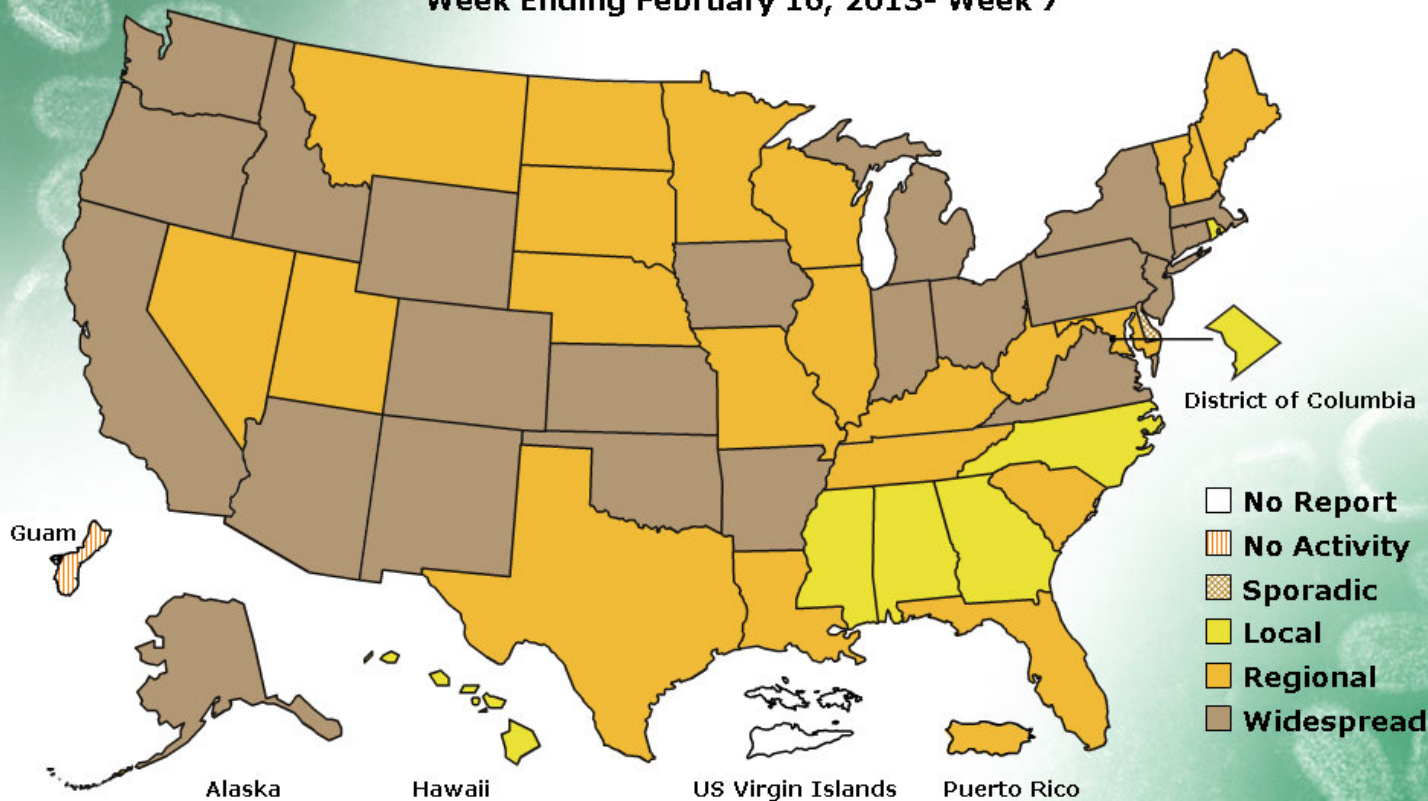 Week Ending February 16, 2013- Week 7
District of Columbia
Guam
No Report
No Activity
Sporadic
Local
Regional
Widespread
Alaska
Hawaii
US Virgin Islands
Puerto Rico